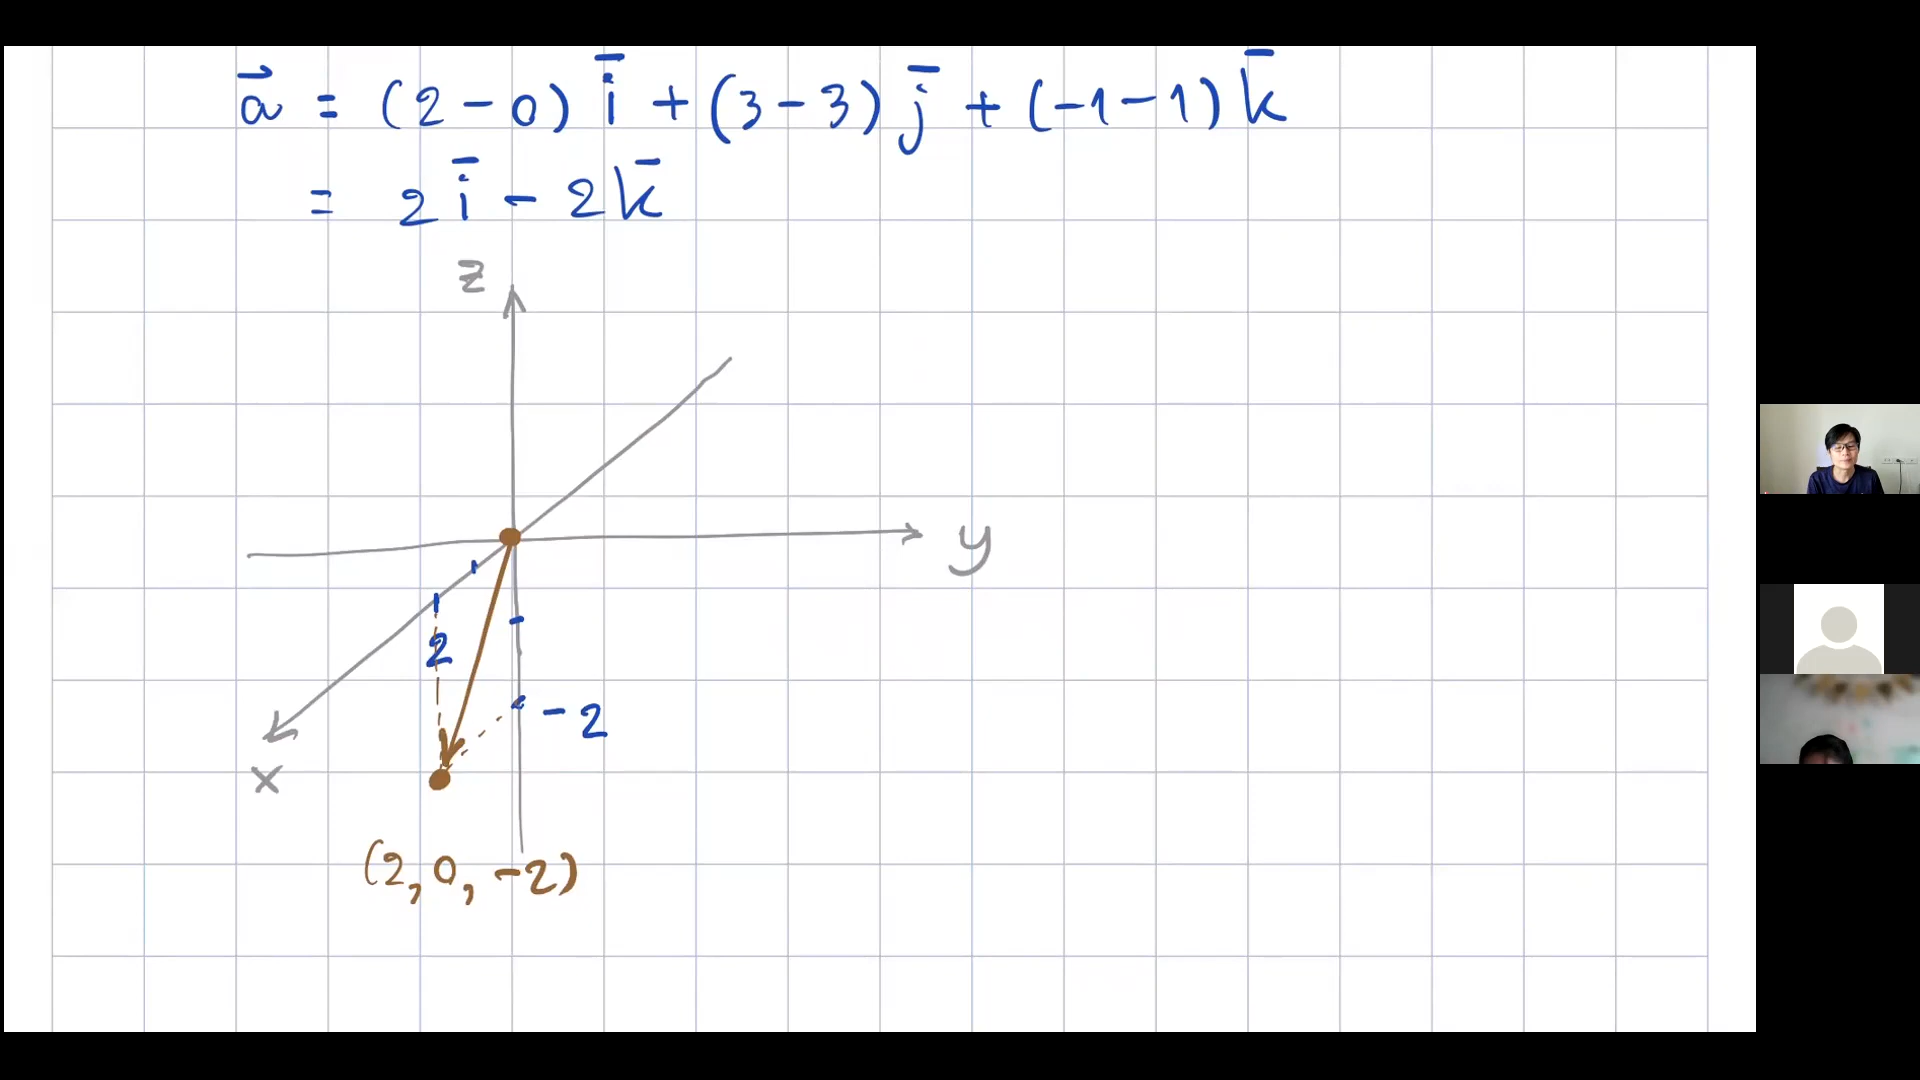 a⃗ = (2 - 0) i̅ + (3 - 3) j̅ + (-1 - 1) k̅
= 2 i̅ - 2 k̅
z
y
2
-2
x
(2, 0, -2)